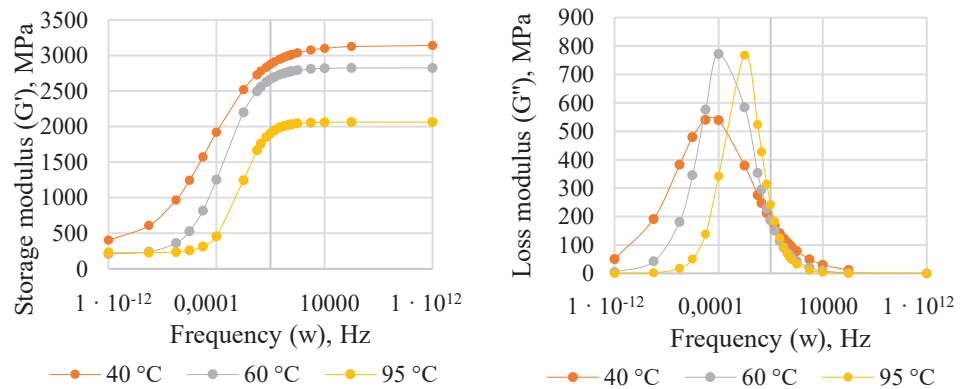 Storage modulus (G'), MPa
3500
3000
2500
2000
1500
1000
500
0
1 · 10⁻¹² 0,0001 10000 1 · 10¹²
Frequency (w), Hz
40 °C 60 °C 95 °C
Loss modulus (G"), MPa
900
800
700
600
500
400
300
200
100
0
1 · 10⁻¹² 0,0001 10000 1 · 10¹²
Frequency (w), Hz
40 °C 60 °C 95 °C